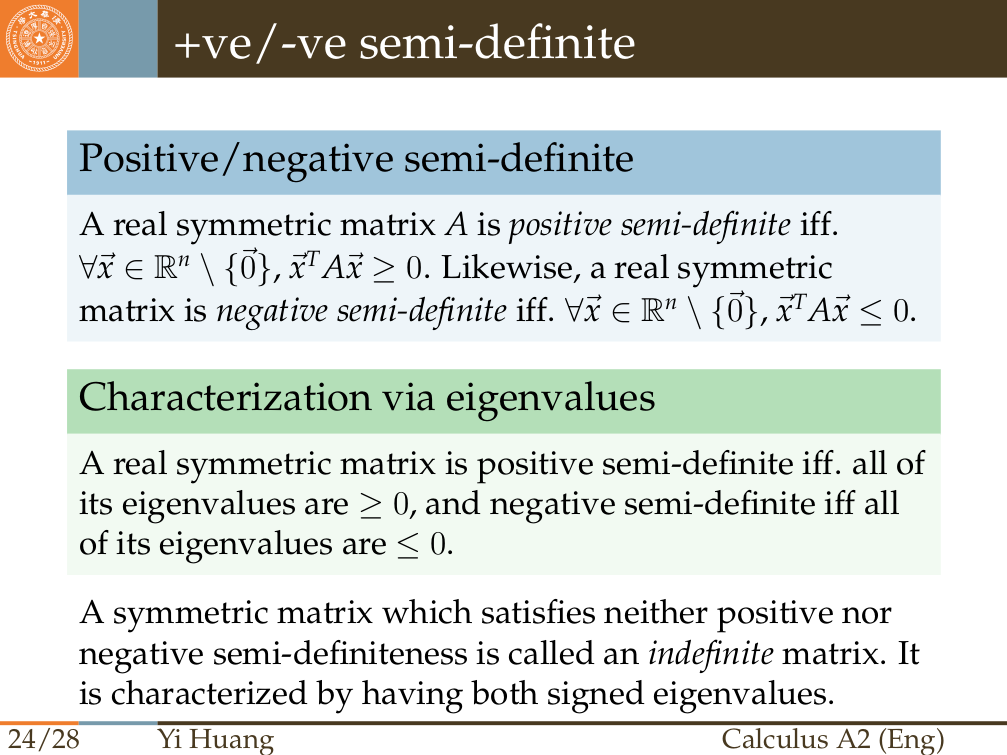 +ve/-ve semi-definite
Positive/negative semi-definite
A real symmetric matrix A is positive semi-definite iff.
∀x⃗ ∈ ℝⁿ \ {0⃗}, x⃗ᵀAx⃗ ≥ 0. Likewise, a real symmetric
matrix is negative semi-definite iff. ∀x⃗ ∈ ℝⁿ \ {0⃗}, x⃗ᵀAx⃗ ≤ 0.
Characterization via eigenvalues
A real symmetric matrix is positive semi-definite iff. all of
its eigenvalues are ≥ 0, and negative semi-definite iff all
of its eigenvalues are ≤ 0.
A symmetric matrix which satisfies neither positive nor
negative semi-definiteness is called an indefinite matrix. It
is characterized by having both signed eigenvalues.
24/28 Yi Huang Calculus A2 (Eng)